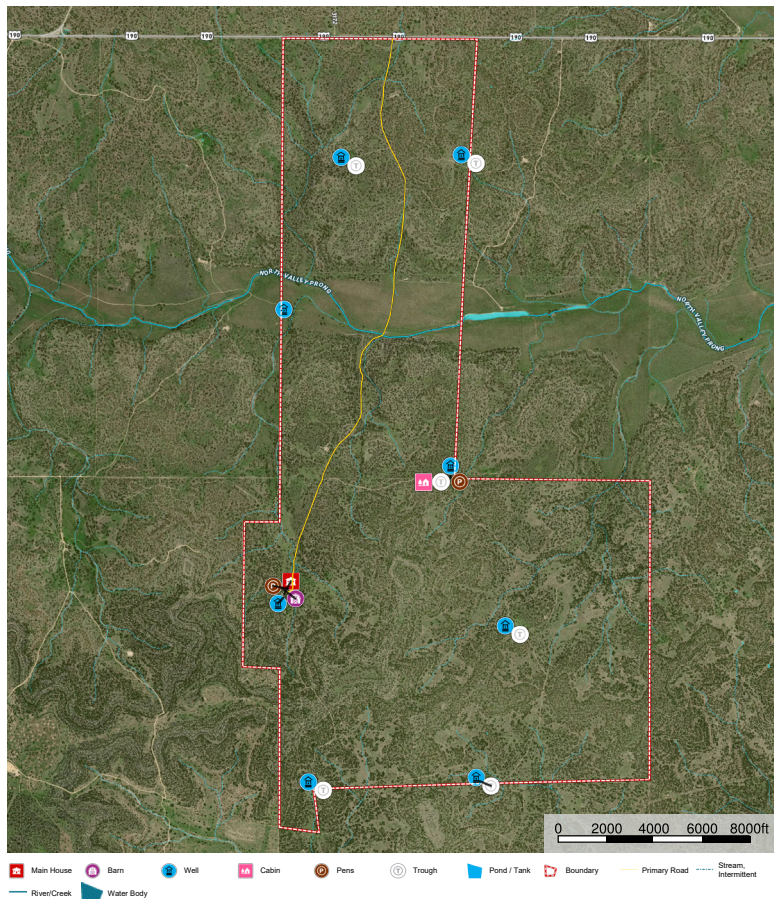 2213
190 190 190 190 190 190 190 190
NORTH VALLEY PRONG
NORTH VALLEY PRONG
T T
T P
P
T
T T
0 2000 4000 6000 8000ft
Main House Barn Well Cabin Pens Trough Pond / Tank Boundary Primary Road Stream, Intermittent
River/Creek Water Body